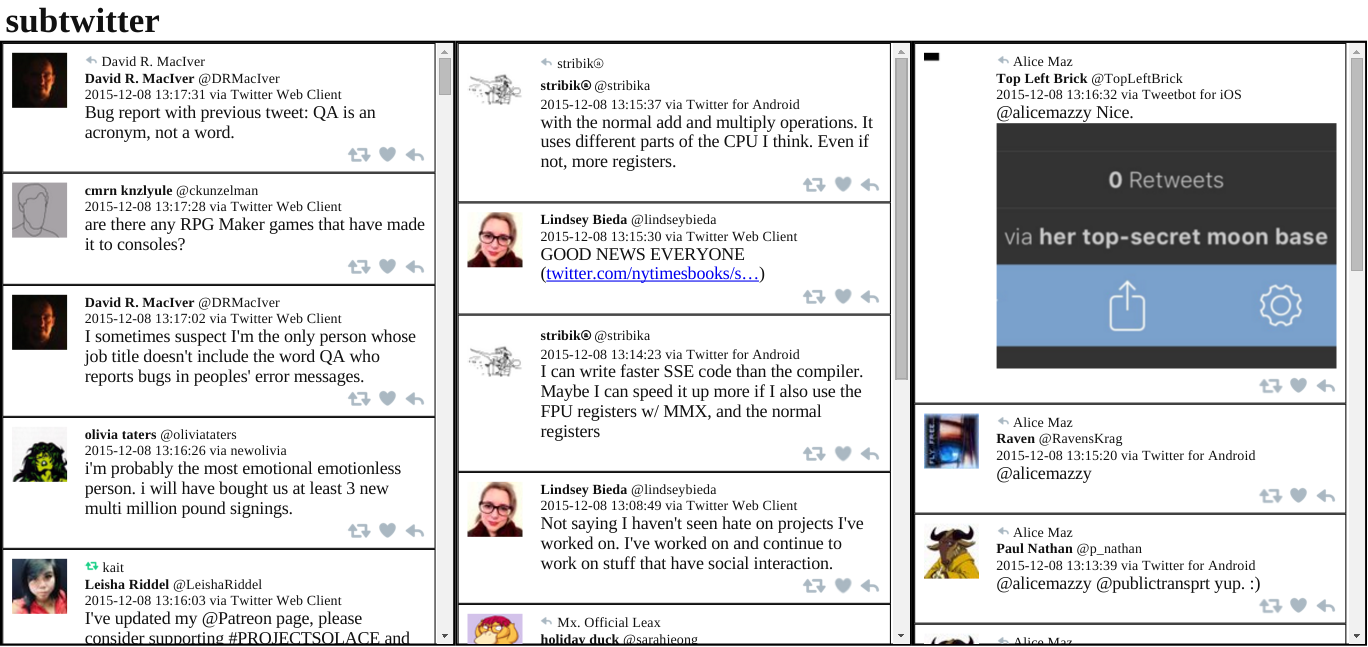 subtwitter
David R. MacIver
David R. MacIver @DRMacIver
2015-12-08 13:17:31 via Twitter Web Client
Bug report with previous tweet: QA is an
acronym, not a word.
cmrn knzlyule @ckunzelman
2015-12-08 13:17:28 via Twitter Web Client
are there any RPG Maker games that have made
it to consoles?
David R. MacIver @DRMacIver
2015-12-08 13:17:02 via Twitter Web Client
I sometimes suspect I'm the only person whose
job title doesn't include the word QA who
reports bugs in peoples' error messages.
olivia taters @oliviataters
2015-12-08 13:16:26 via newolivia
i'm probably the most emotional emotionless
person. i will have bought us at least 3 new
multi million pound signings.
kait
Leisha Riddel @LeishaRiddel
2015-12-08 13:16:03 via Twitter Web Client
I've updated my @Patreon page, please
consider supporting #PROJECTSOLACE and
stribik®
stribik® @stribika
2015-12-08 13:15:37 via Twitter for Android
with the normal add and multiply operations. It
uses different parts of the CPU I think. Even if
not, more registers.
Lindsey Bieda @lindseybieda
2015-12-08 13:15:30 via Twitter Web Client
GOOD NEWS EVERYONE
(twitter.com/nytimesbooks/s…)
stribik® @stribika
2015-12-08 13:14:23 via Twitter for Android
I can write faster SSE code than the compiler.
Maybe I can speed it up more if I also use the
FPU registers w/ MMX, and the normal
registers
Lindsey Bieda @lindseybieda
2015-12-08 13:08:49 via Twitter Web Client
Not saying I haven't seen hate on projects I've
worked on. I've worked on and continue to
work on stuff that have social interaction.
Mx. Official Leax
holiday duck @sarahjeong
Alice Maz
Top Left Brick @TopLeftBrick
2015-12-08 13:16:32 via Tweetbot for iOS
@alicemazzy Nice.
0 Retweets
via her top-secret moon base
Alice Maz
Raven @RavensKrag
2015-12-08 13:15:20 via Twitter for Android
@alicemazzy
FLY FREE
Alice Maz
Paul Nathan @p_nathan
2015-12-08 13:13:39 via Twitter for Android
@alicemazzy @publictransprt yup. :)
Alice Maz